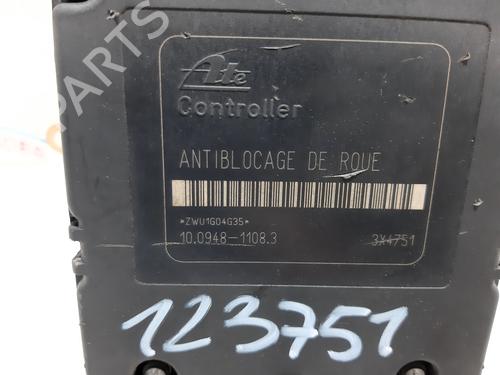 PARTS
Ate
Controller
ANTIBLOCAGE DE ROUE
*ZWU1G04G35*
10.0948-1108.3 3X4751
123751